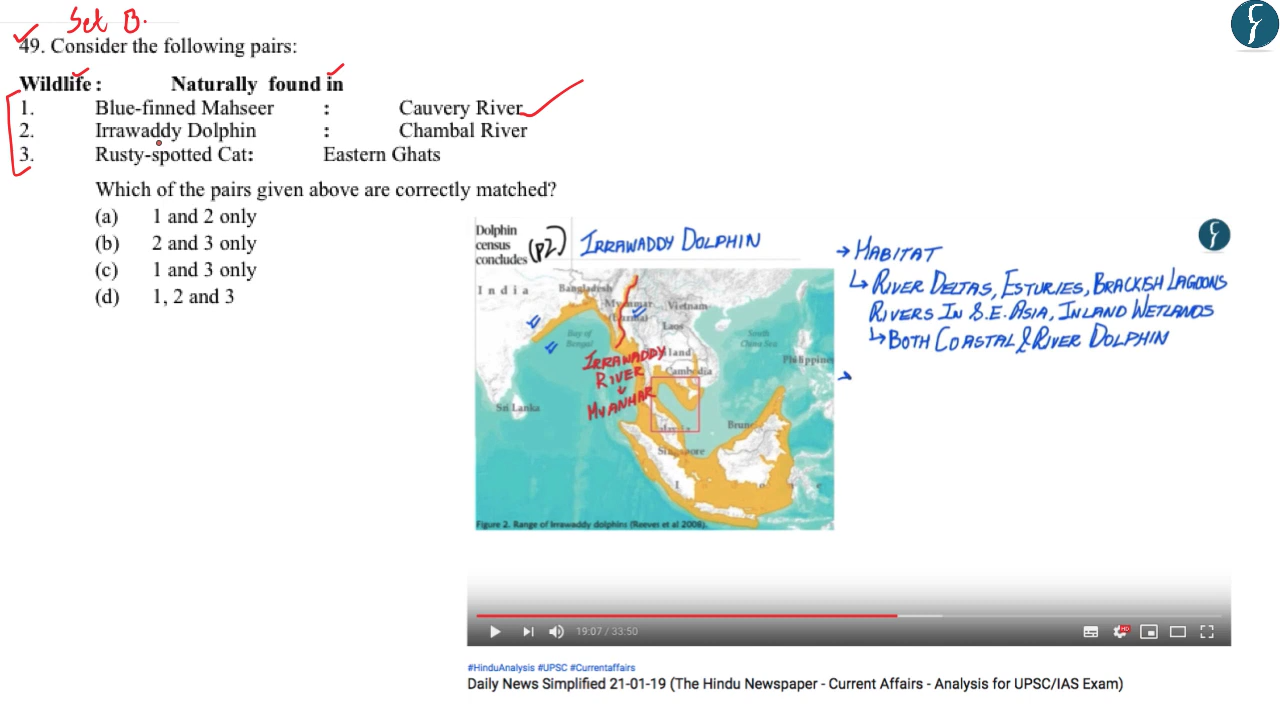 Set B.
49. Consider the following pairs:
Wildlife : Naturally found in
1. Blue-finned Mahseer : Cauvery River
2. Irrawaddy Dolphin : Chambal River
3. Rusty-spotted Cat: Eastern Ghats
Which of the pairs given above are correctly matched?
(a) 1 and 2 only
(b) 2 and 3 only
(c) 1 and 3 only
(d) 1, 2 and 3
Dolphin
census
concludes
(P2)
IRRAWADDY DOLPHIN
→ HABITAT
↳ RIVER DELTAS, ESTURIES, BRACKISH LAGOONS
RIVERS IN S.E. ASIA, INLAND WETLANDS
↳ BOTH COASTAL & RIVER DOLPHIN
India
Bangladesh
Myanmar
(Burma)
Vietnam
Laos
Bay of
Bengal
South
China Sea
Philippine
land
Cambodia
IRRAWADDY
RIVER
↓
MYANMAR
Sri Lanka
Brun
Singapore
Figure 2. Range of Irrawaddy dolphins (Reeves et al 2008).
19:07 / 33:50
HD
#HinduAnalysis #UPSC #Currentaffairs
Daily News Simplified 21-01-19 (The Hindu Newspaper - Current Affairs - Analysis for UPSC/IAS Exam)